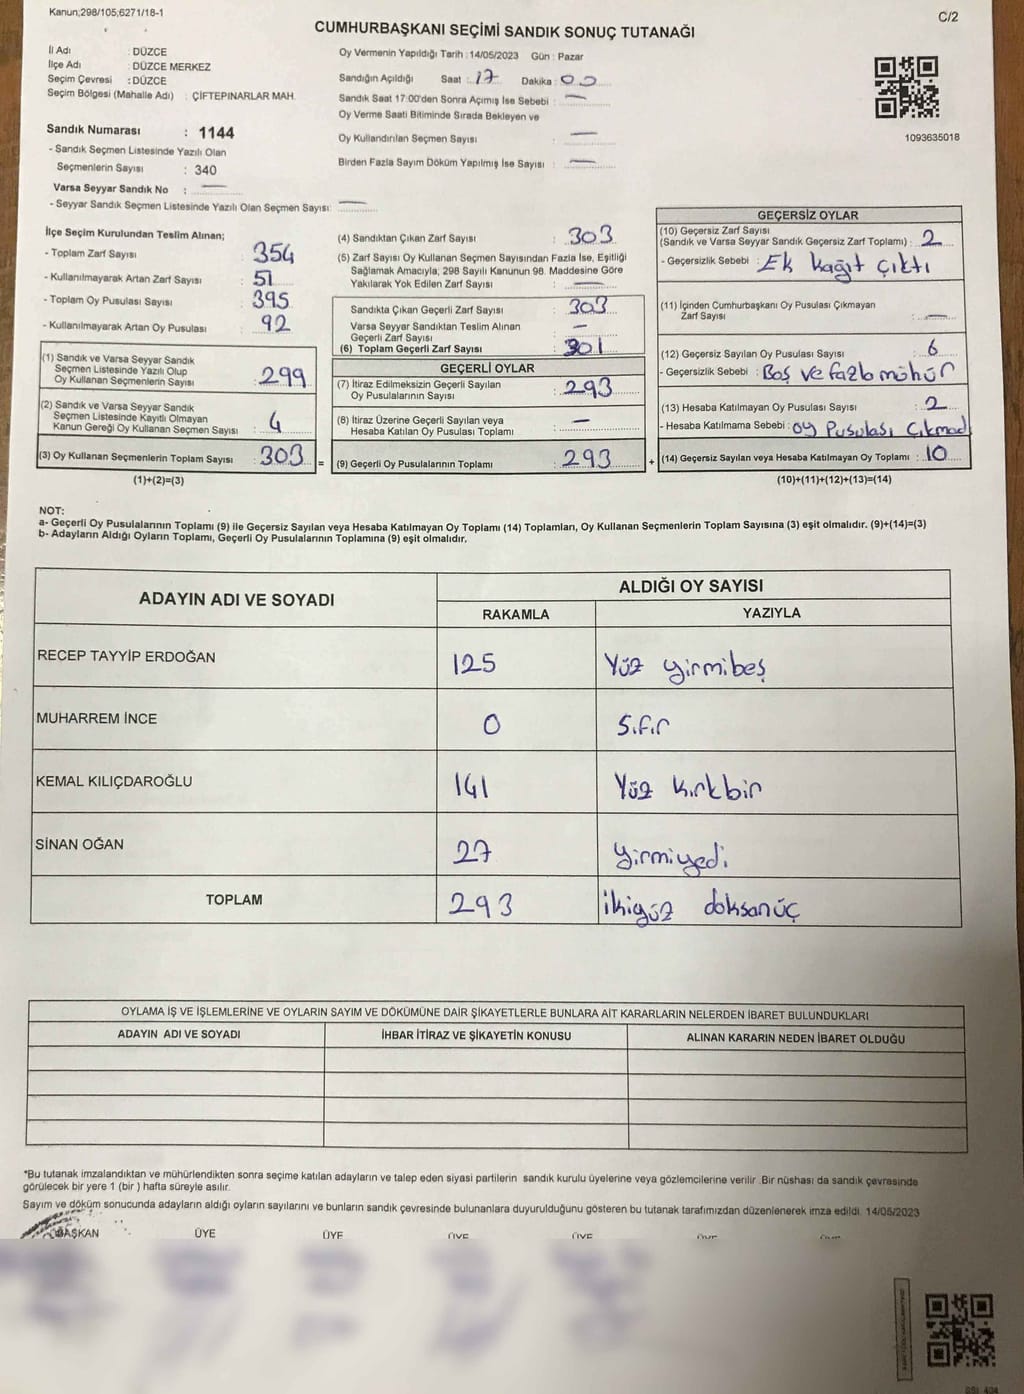 Kanun;298/105;6271/18-1
C/2
CUMHURBAŞKANI SEÇİMİ SANDIK SONUÇ TUTANAĞI
İl Adı : DÜZCE
İlçe Adı : DÜZCE MERKEZ
Seçim Çevresi : DÜZCE
Seçim Bölgesi (Mahalle Adı) : ÇİFTEPINARLAR MAH.
Sandık Numarası : 1144
- Sandık Seçmen Listesinde Yazılı Olan
Seçmenlerin Sayısı : 340
Varsa Seyyar Sandık No : —
- Seyyar Sandık Seçmen Listesinde Yazılı Olan Seçmen Sayısı: —
Oy Vermenin Yapıldığı Tarih : 14/05/2023 Gün : Pazar
Sandığın Açıldığı Saat : 17 Dakika : 00
Sandık Saat 17:00'den Sonra Açımış İse Sebebi : —
Oy Verme Saati Bitiminde Sırada Bekleyen ve
Oy Kullandırılan Seçmen Sayısı : —
Birden Fazla Sayım Döküm Yapılmış İse Sayısı : —
1093635018
İlçe Seçim Kurulundan Teslim Alınan;
- Toplam Zarf Sayısı : 354
- Kullanılmayarak Artan Zarf Sayısı : 51
- Toplam Oy Pusulası Sayısı : 395
- Kullanılmayarak Artan Oy Pusulası : 92
(1) Sandık ve Varsa Seyyar Sandık
Seçmen Listesinde Yazılı Olup
Oy Kullanan Seçmenlerin Sayısı : 299
(2) Sandık ve Varsa Seyyar Sandık
Seçmen Listesinde Kayıtlı Olmayan
Kanun Gereği Oy Kullanan Seçmen Sayısı : 4
(3) Oy Kullanan Seçmenlerin Toplam Sayısı : 303 =
(1)+(2)=(3)
(4) Sandıktan Çıkan Zarf Sayısı : 303
(5) Zarf Sayısı Oy Kullanan Seçmen Sayısından Fazla İse, Eşitliği
Sağlamak Amacıyla, 298 Sayılı Kanunun 98. Maddesine Göre
Yakılarak Yok Edilen Zarf Sayısı : —
Sandıkta Çıkan Geçerli Zarf Sayısı : 303
Varsa Seyyar Sandıktan Teslim Alınan
Geçerli Zarf Sayısı : —
(6) Toplam Geçerli Zarf Sayısı : 301
GEÇERLİ OYLAR
(7) İtiraz Edilmeksizin Geçerli Sayılan
Oy Pusulalarının Sayısı : 293
(8) İtiraz Üzerine Geçerli Sayılan veya
Hesaba Katılan Oy Pusulası Toplamı : —
(9) Geçerli Oy Pusulalarının Toplamı : 293 +
GEÇERSİZ OYLAR
(10) Geçersiz Zarf Sayısı
(Sandık ve Varsa Seyyar Sandık Geçersiz Zarf Toplamı) : 2
- Geçersizlik Sebebi : Ek kağıt çıktı
(11) İçinden Cumhurbaşkanı Oy Pusulası Çıkmayan
Zarf Sayısı : —
(12) Geçersiz Sayılan Oy Pusulası Sayısı : 6
- Geçersizlik Sebebi : Boş ve fazla mühür
(13) Hesaba Katılmayan Oy Pusulası Sayısı : 2
- Hesaba Katılmama Sebebi : oy Pusulası çıkmad
(14) Geçersiz Sayılan veya Hesaba Katılmayan Oy Toplamı : 10
(10)+(11)+(12)+(13)=(14)
NOT:
a- Geçerli Oy Pusulalarının Toplamı (9) ile Geçersiz Sayılan veya Hesaba Katılmayan Oy Toplamı (14) Toplamları, Oy Kullanan Seçmenlerin Toplam Sayısına (3) eşit olmalıdır. (9)+(14)=(3)
b- Adayların Aldığı Oyların Toplamı, Geçerli Oy Pusulalarının Toplamına (9) eşit olmalıdır.
ADAYIN ADI VE SOYADI
ALDIĞI OY SAYISI
RAKAMLA YAZIYLA
RECEP TAYYİP ERDOĞAN 125 Yüz yirmibeş
MUHARREM İNCE 0 Sıfır
KEMAL KILIÇDAROĞLU 141 Yüz kırkbir
SİNAN OĞAN 27 yirmiyedi
TOPLAM 293 ikiyüz doksanüç
OYLAMA İŞ VE İŞLEMLERİNE VE OYLARIN SAYIM VE DÖKÜMÜNE DAİR ŞİKAYETLERLE BUNLARA AİT KARARLARIN NELERDEN İBARET BULUNDUKLARI
ADAYIN ADI VE SOYADI İHBAR İTİRAZ VE ŞİKAYETİN KONUSU ALINAN KARARIN NEDEN İBARET OLDUĞU
*Bu tutanak imzalandıktan ve mühürlendikten sonra seçime katılan adayların ve talep eden siyasi partilerin sandık kurulu üyelerine veya gözlemcilerine verilir .Bir nüshası da sandık çevresinde
görülecek bir yere 1 (bir ) hafta süreyle asılır.
Sayım ve döküm sonucunda adayların aldığı oyların sayılarını ve bunların sandık çevresinde bulunanlara duyurulduğunu gösteren bu tutanak tarafımızdan düzenlenerek imza edildi. 14/05/2023
BAŞKAN ÜYE ÜYE ÜYE ÜYE ÜYE